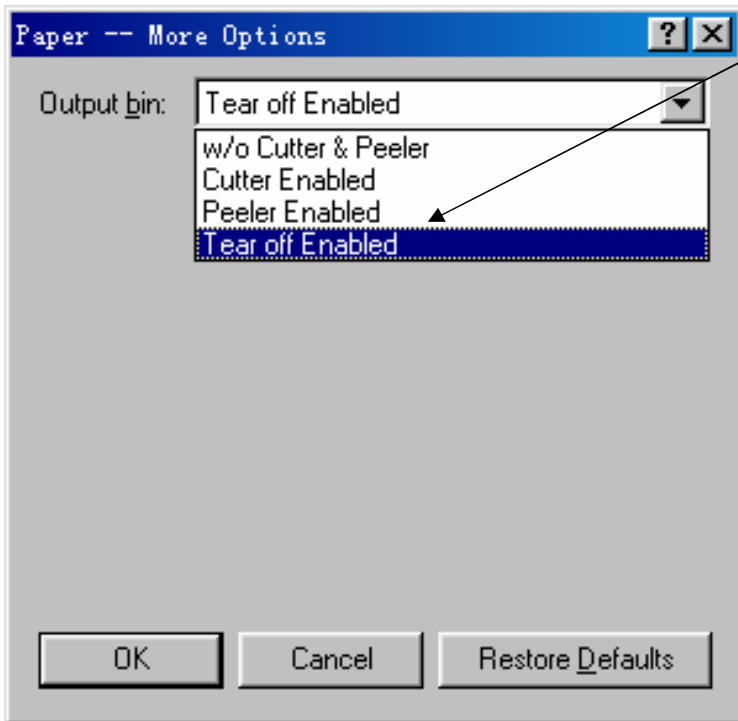 Paper -- More Options
Output bin: Tear off Enabled
w/o Cutter & Peeler
Cutter Enabled
Peeler Enabled
Tear off Enabled
OK Cancel Restore Defaults